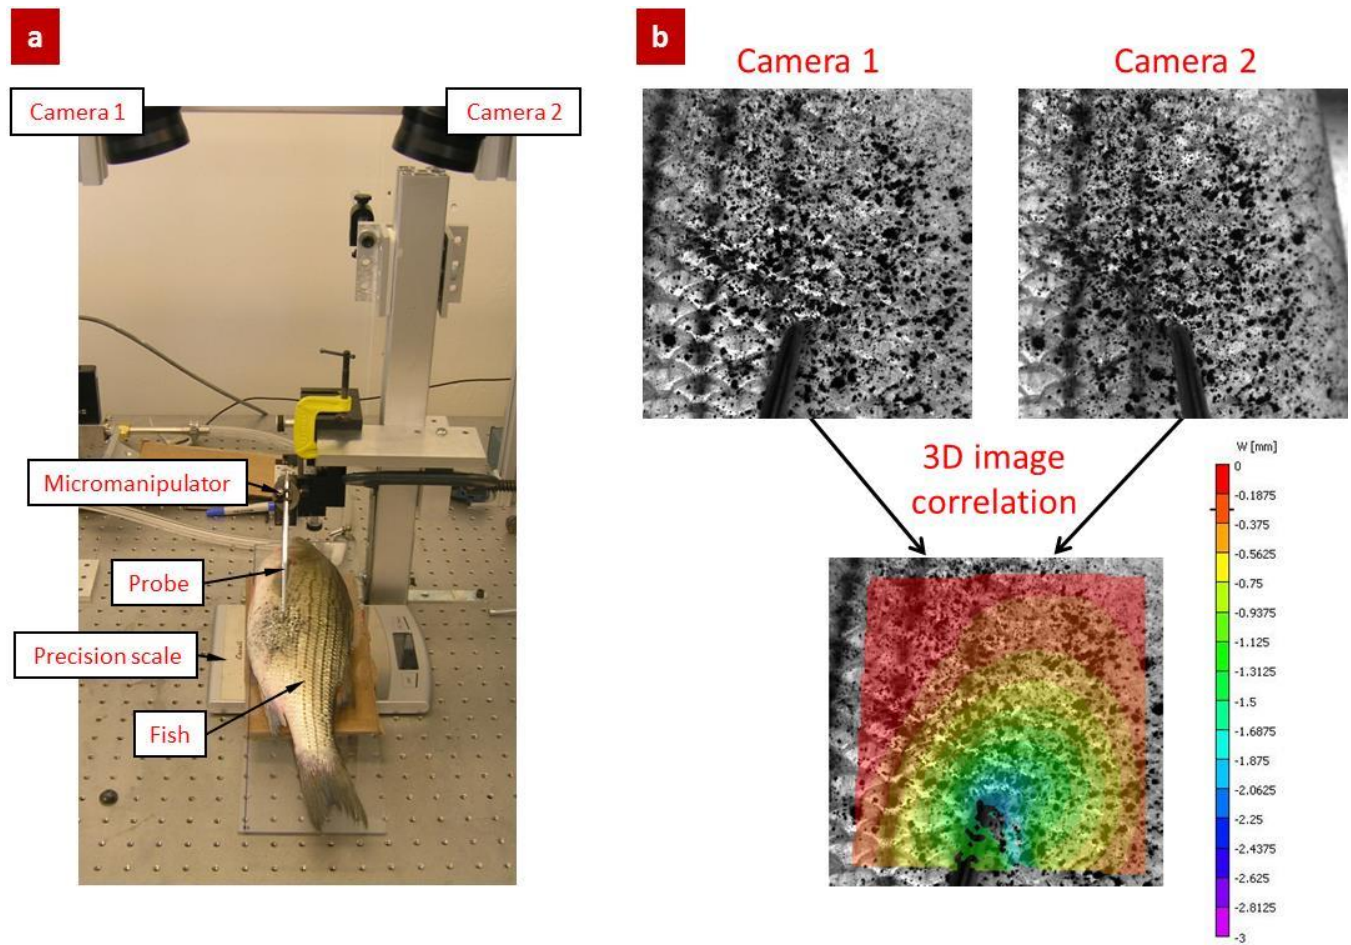 a
Camera 1
Camera 2
Micromanipulator
Probe
Precision scale
Fish
b
Camera 1
Camera 2
3D image
correlation
W [mm]
0
-0.1875
-0.375
-0.5625
-0.75
-0.9375
-1.125
-1.3125
-1.5
-1.6875
-1.875
-2.0625
-2.25
-2.4375
-2.625
-2.8125
-3